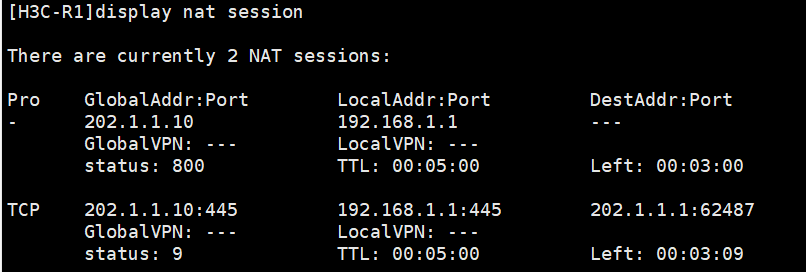 [H3C-R1]display nat session
There are currently 2 NAT sessions:
Pro GlobalAddr:Port LocalAddr:Port DestAddr:Port
- 202.1.1.10 192.168.1.1 ---
GlobalVPN: --- LocalVPN: ---
status: 800 TTL: 00:05:00 Left: 00:03:00
TCP 202.1.1.10:445 192.168.1.1:445 202.1.1.1:62487
GlobalVPN: --- LocalVPN: ---
status: 9 TTL: 00:05:00 Left: 00:03:09